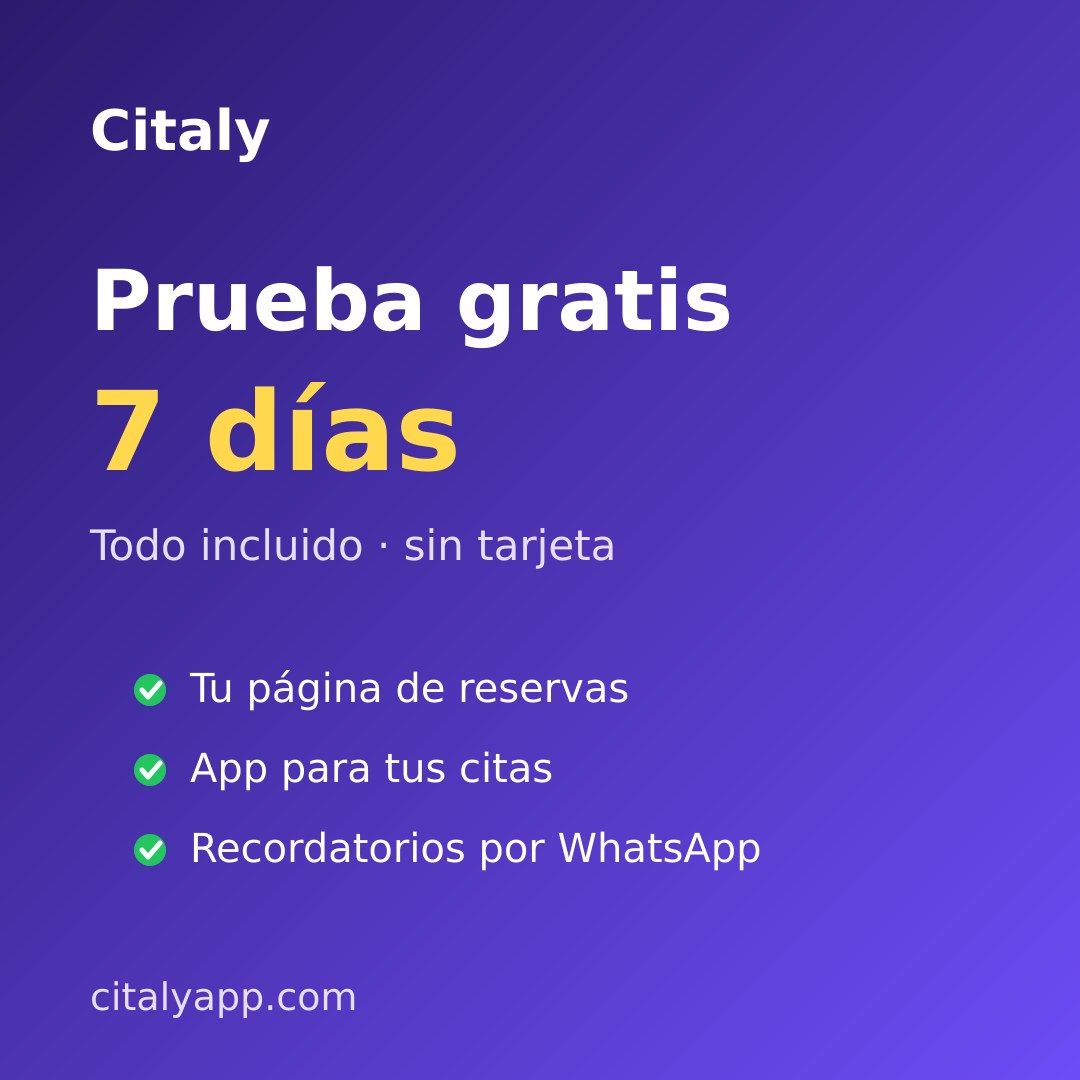 Citaly
Prueba gratis
7 días
Todo incluido · sin tarjeta
Tu página de reservas
App para tus citas
Recordatorios por WhatsApp
citalyapp.com